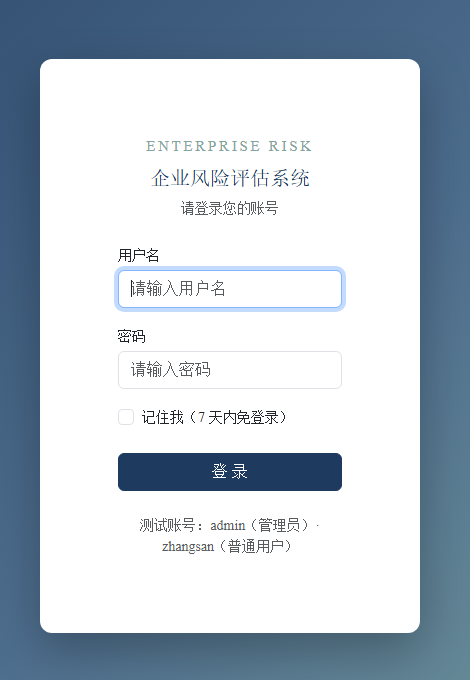 ENTERPRISE RISK
企业风险评估系统
请登录您的账号
用户名
请输入用户名
密码
请输入密码
记住我（7 天内免登录）
登 录
测试账号：admin（管理员）·
zhangsan（普通用户）